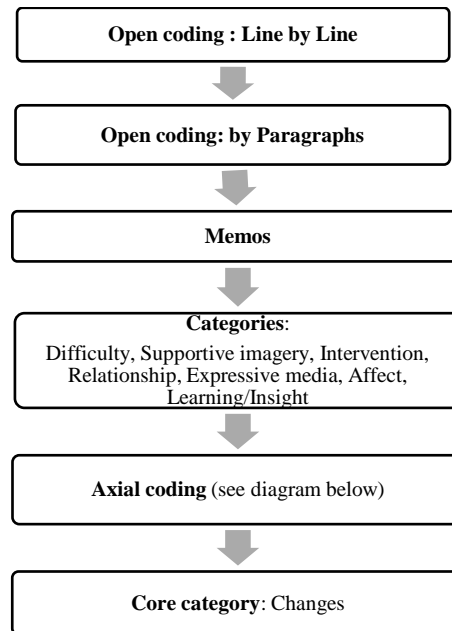 Open coding : Line by Line
Open coding: by Paragraphs
Memos
Categories:
Difficulty, Supportive imagery, Intervention,
Relationship, Expressive media, Affect,
Learning/Insight
Axial coding (see diagram below)
Core category: Changes